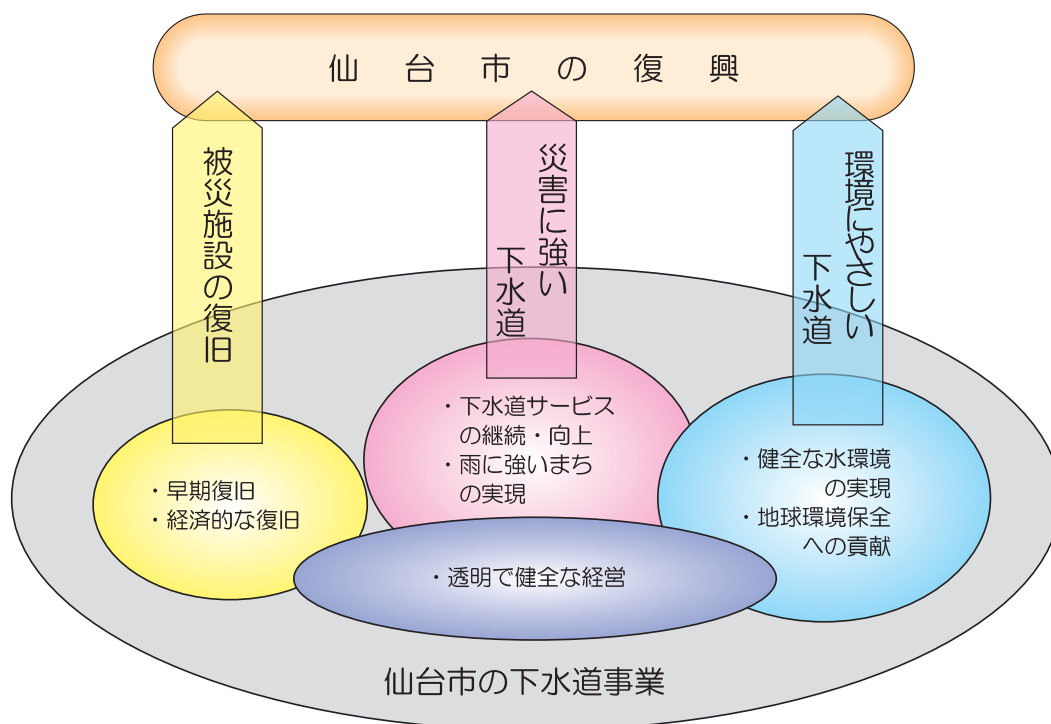 仙台市の復興
被災施設の復旧
災害に強い
下水道
環境にやさしい
下水道
・早期復旧
・経済的な復旧
・下水道サービス
の継続・向上
・雨に強いまち
の実現
・健全な水環境
の実現
・地球環境保全
への貢献
・透明で健全な経営
仙台市の下水道事業